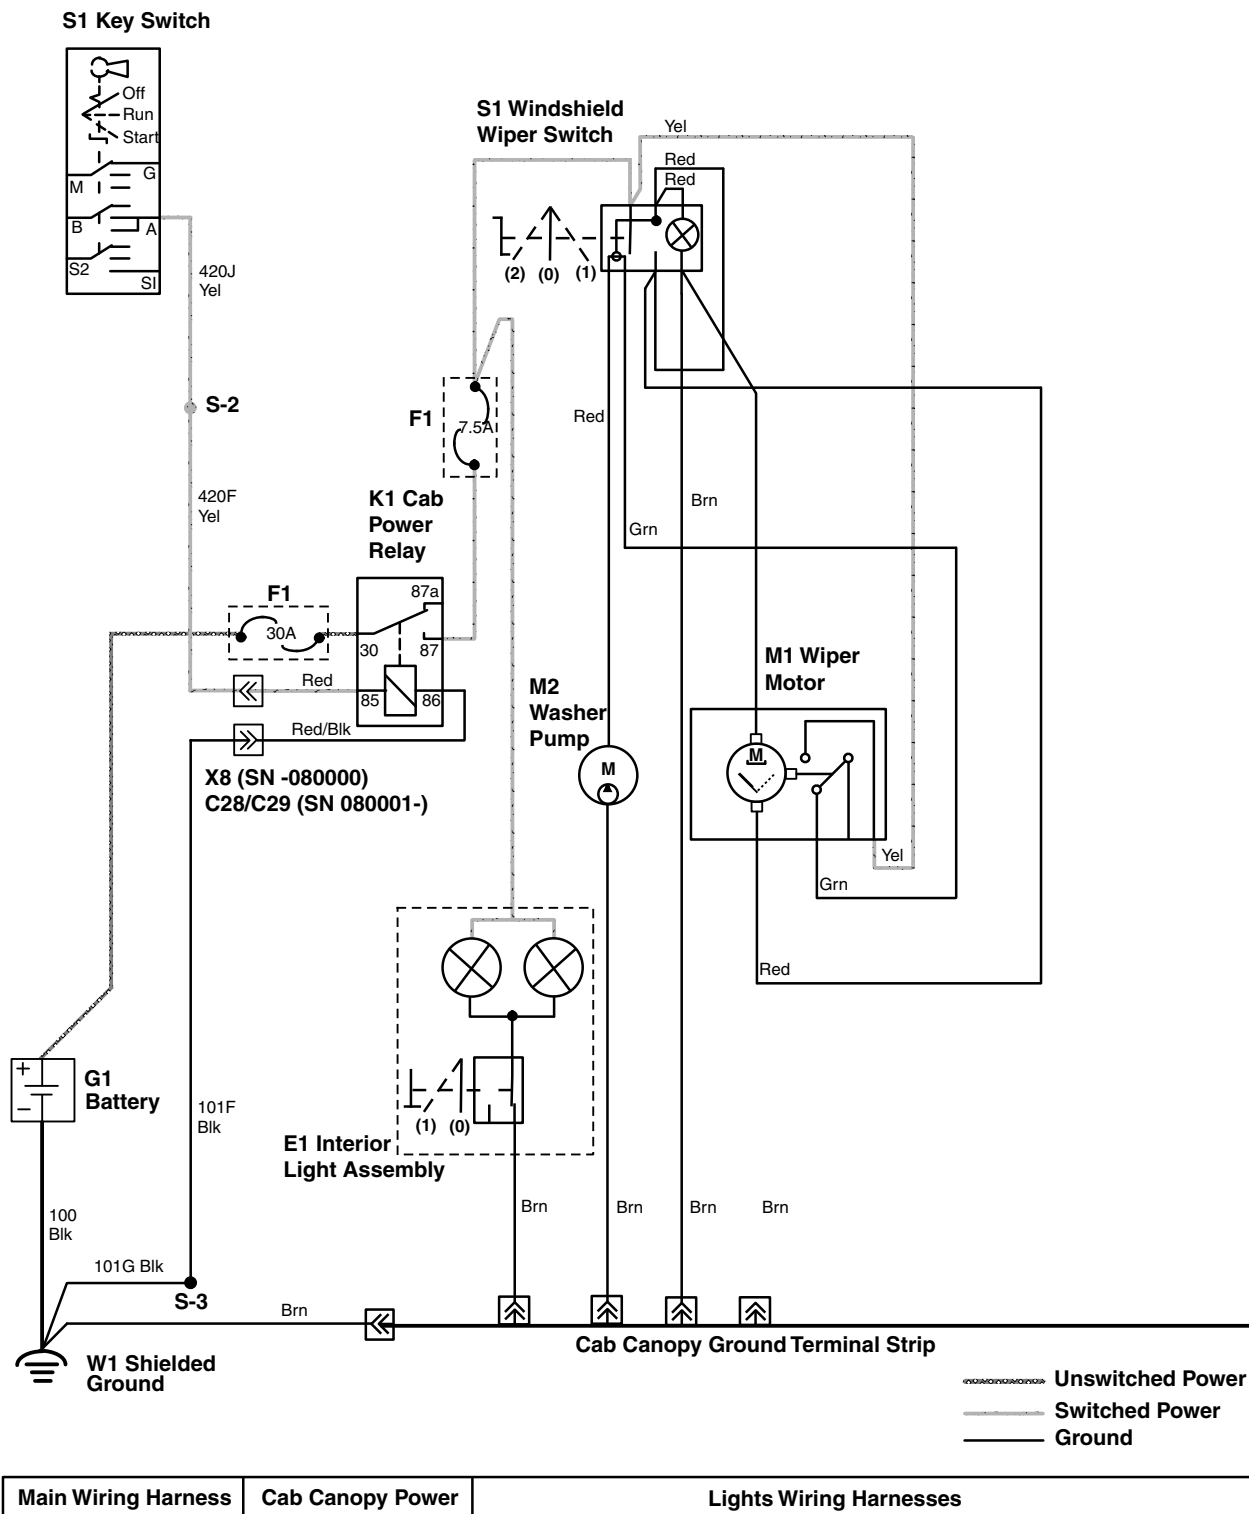 S1 Key Switch
Off
Run
Start
M
G
B
A
S2
SI
420J
Yel
S-2
420F
Yel
S1 Windshield
Wiper Switch
Yel
Red
Red
(2) (0) (1)
F1
7.5A
Red
Brn
Grn
K1 Cab
Power
Relay
F1
30A
87a
30
87
85
86
Red
Red/Blk
X8 (SN -080000)
C28/C29 (SN 080001-)
M2
Washer
Pump
M
M1 Wiper
Motor
M
Yel
Grn
Red
+
−
G1
Battery
101F
Blk
(1) (0)
E1 Interior
Light Assembly
100
Blk
101G Blk
S-3
Brn
Brn
Brn
Brn
Brn
W1 Shielded
Ground
Cab Canopy Ground Terminal Strip
Unswitched Power
Switched Power
Ground
Main Wiring Harness
Cab Canopy Power
Lights Wiring Harnesses